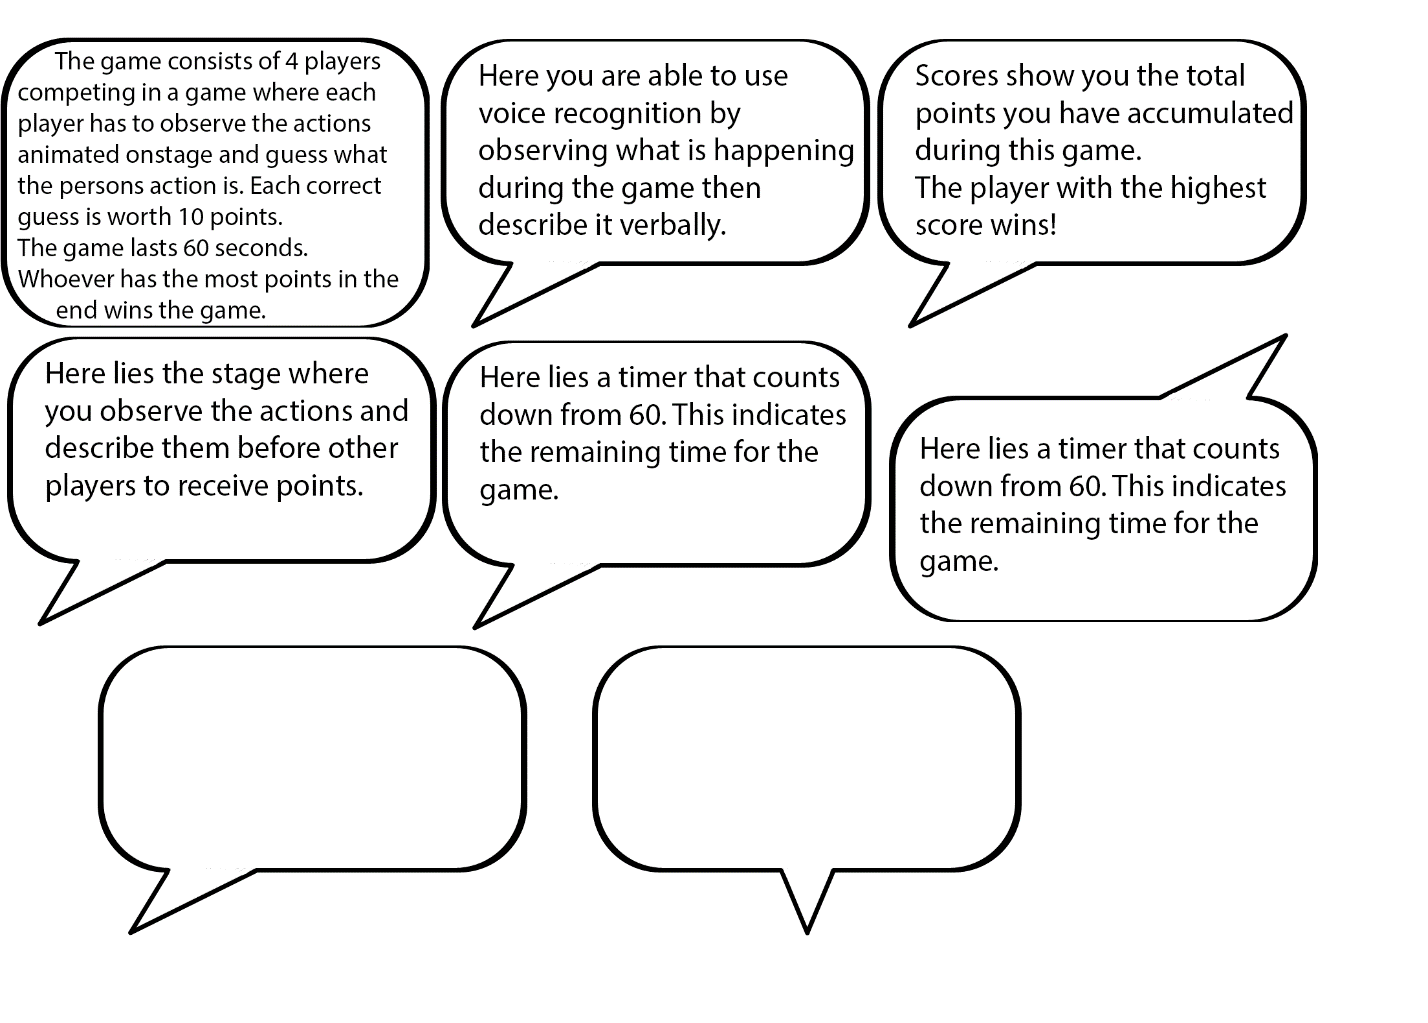 The game consists of 4 players
competing in a game where each
player has to observe the actions
animated onstage and guess what
the persons action is. Each correct
guess is worth 10 points.
The game lasts 60 seconds.
Whoever has the most points in the
end wins the game.
Here you are able to use
voice recognition by
observing what is happening
during the game then
describe it verbally.
Scores show you the total
points you have accumulated
during this game.
The player with the highest
score wins!
Here lies the stage where
you observe the actions and
describe them before other
players to receive points.
Here lies a timer that counts
down from 60. This indicates
the remaining time for the
game.
Here lies a timer that counts
down from 60. This indicates
the remaining time for the
game.